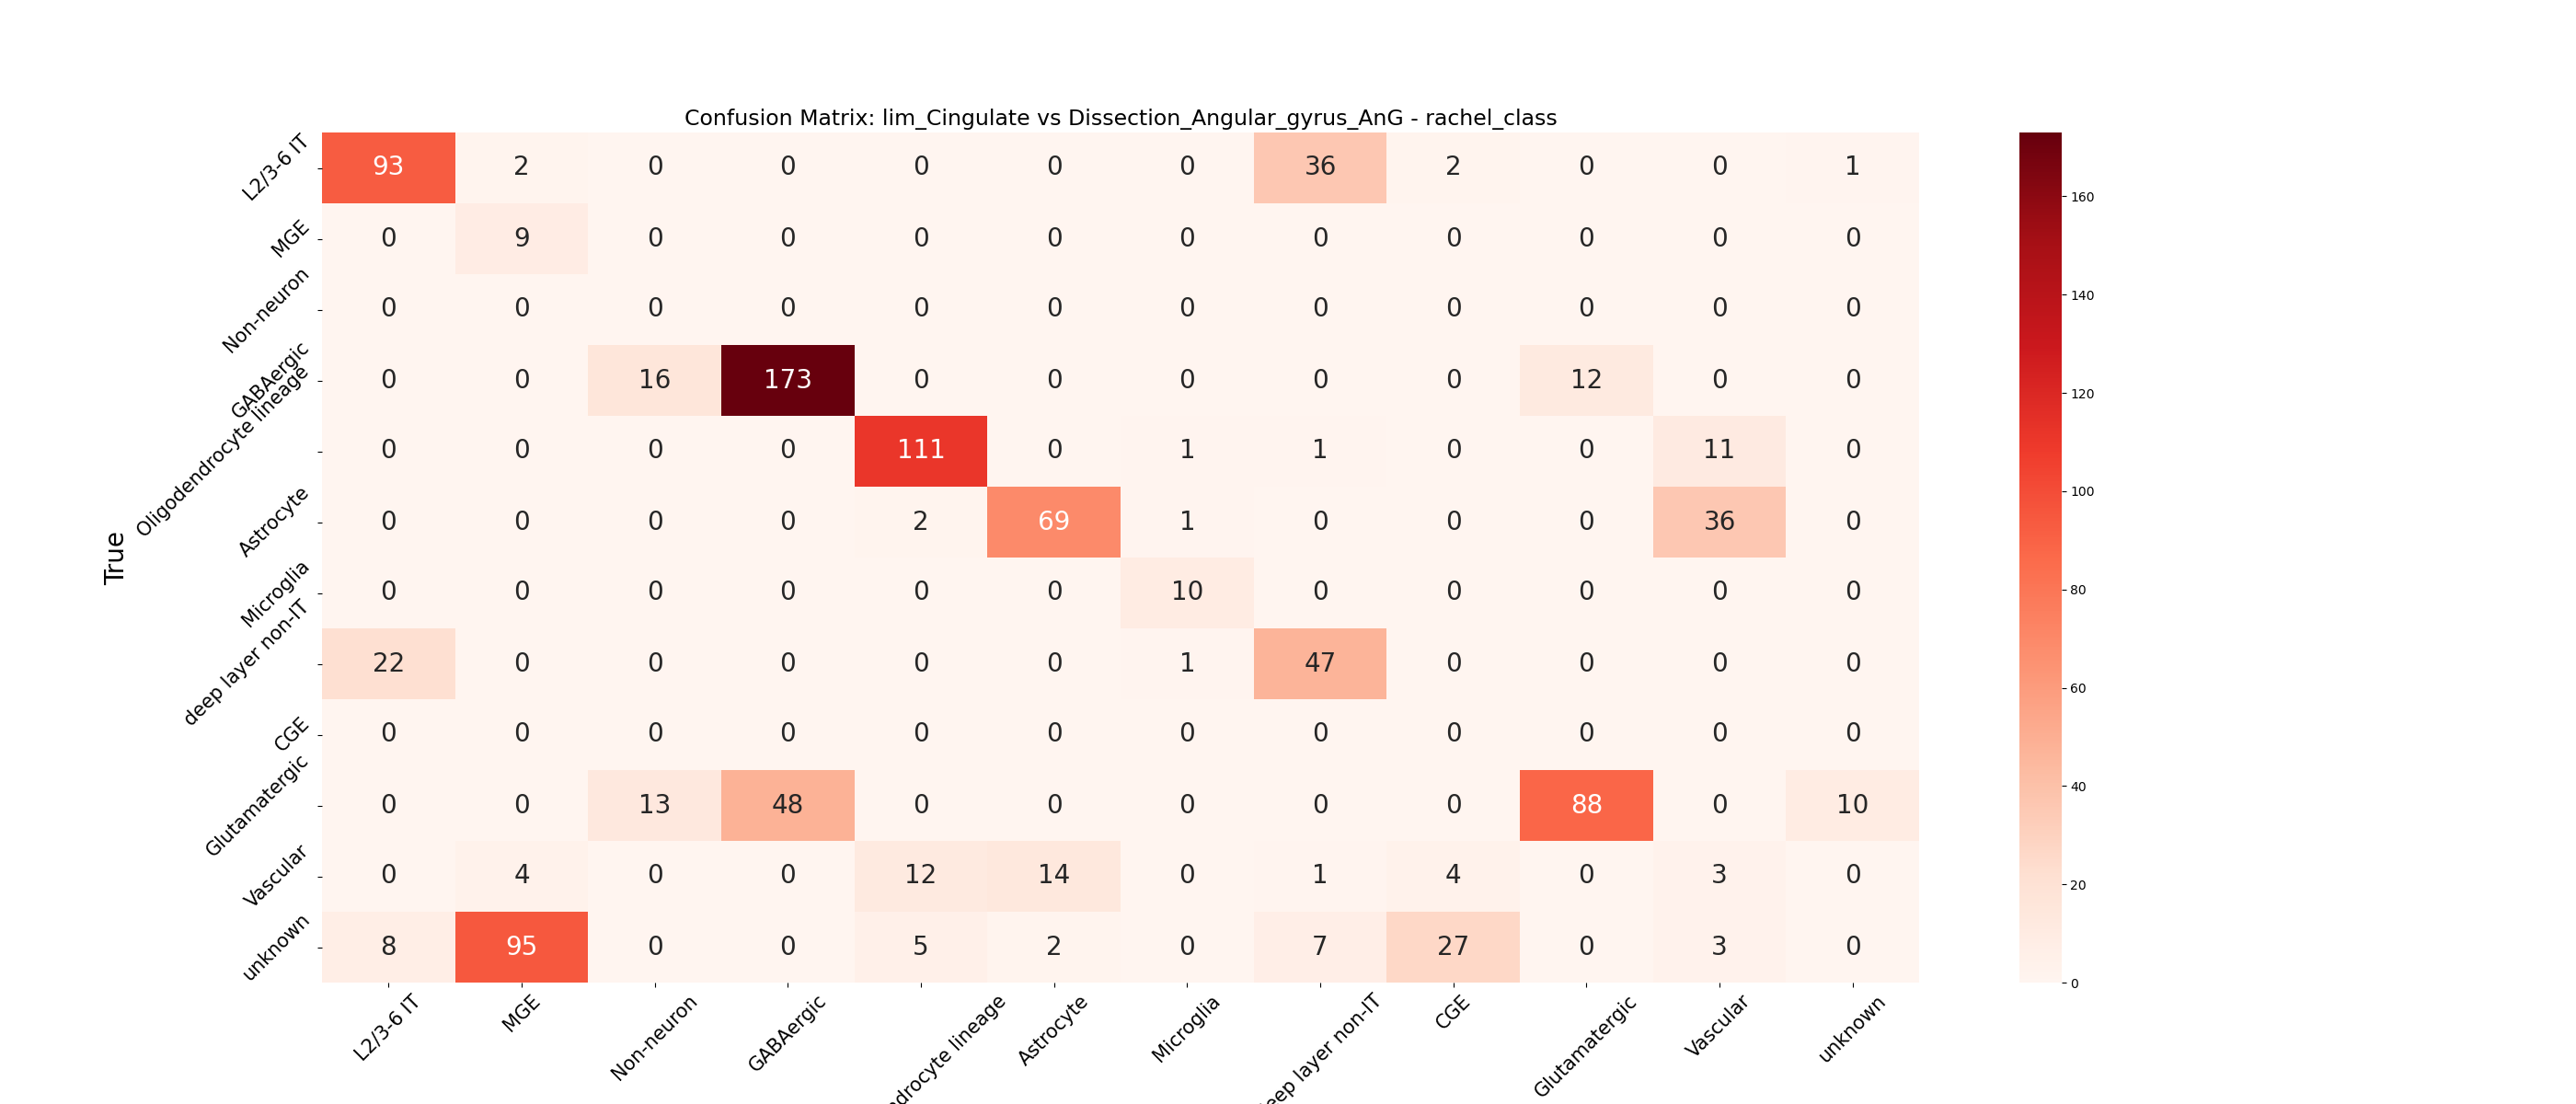 Confusion Matrix: lim_Cingulate vs Dissection_Angular_gyrus_AnG - rachel_class
True
L2/3-6 IT 93 2 0 0 0 0 0 36 2 0 0 1
MGE 0 9 0 0 0 0 0 0 0 0 0 0
Non-neuron 0 0 0 0 0 0 0 0 0 0 0 0
GABAergic 0 0 16 173 0 0 0 0 0 12 0 0
Oligodendrocyte lineage 0 0 0 0 111 0 1 1 0 0 11 0
Astrocyte 0 0 0 0 2 69 1 0 0 0 36 0
Microglia 0 0 0 0 0 0 10 0 0 0 0 0
deep layer non-IT 22 0 0 0 0 0 1 47 0 0 0 0
CGE 0 0 0 0 0 0 0 0 0 0 0 0
Glutamatergic 0 0 13 48 0 0 0 0 0 88 0 10
Vascular 0 4 0 0 12 14 0 1 4 0 3 0
unknown 8 95 0 0 5 2 0 7 27 0 3 0
L2/3-6 IT MGE Non-neuron GABAergic lineage Astrocyte Microglia layer non-IT CGE Glutamatergic Vascular unknown
160
140
120
100
80
60
40
20
0